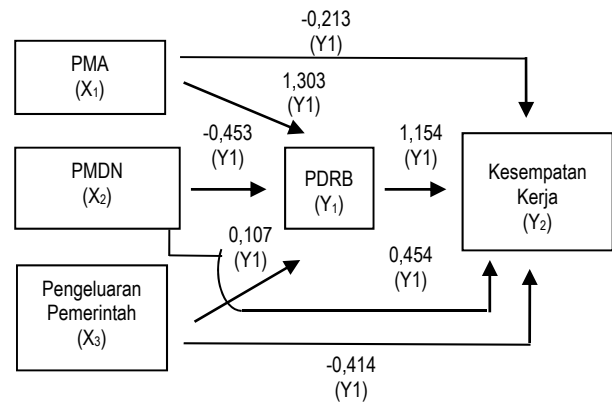 -0,213
(Y1)
PMA
(X₁)
1,303
(Y1)
-0,453
(Y1)
1,154
(Y1)
PMDN
(X₂)
PDRB
(Y₁)
Kesempatan
Kerja
(Y₂)
0,107
(Y1)
0,454
(Y1)
Pengeluaran
Pemerintah
(X₃)
-0,414
(Y1)